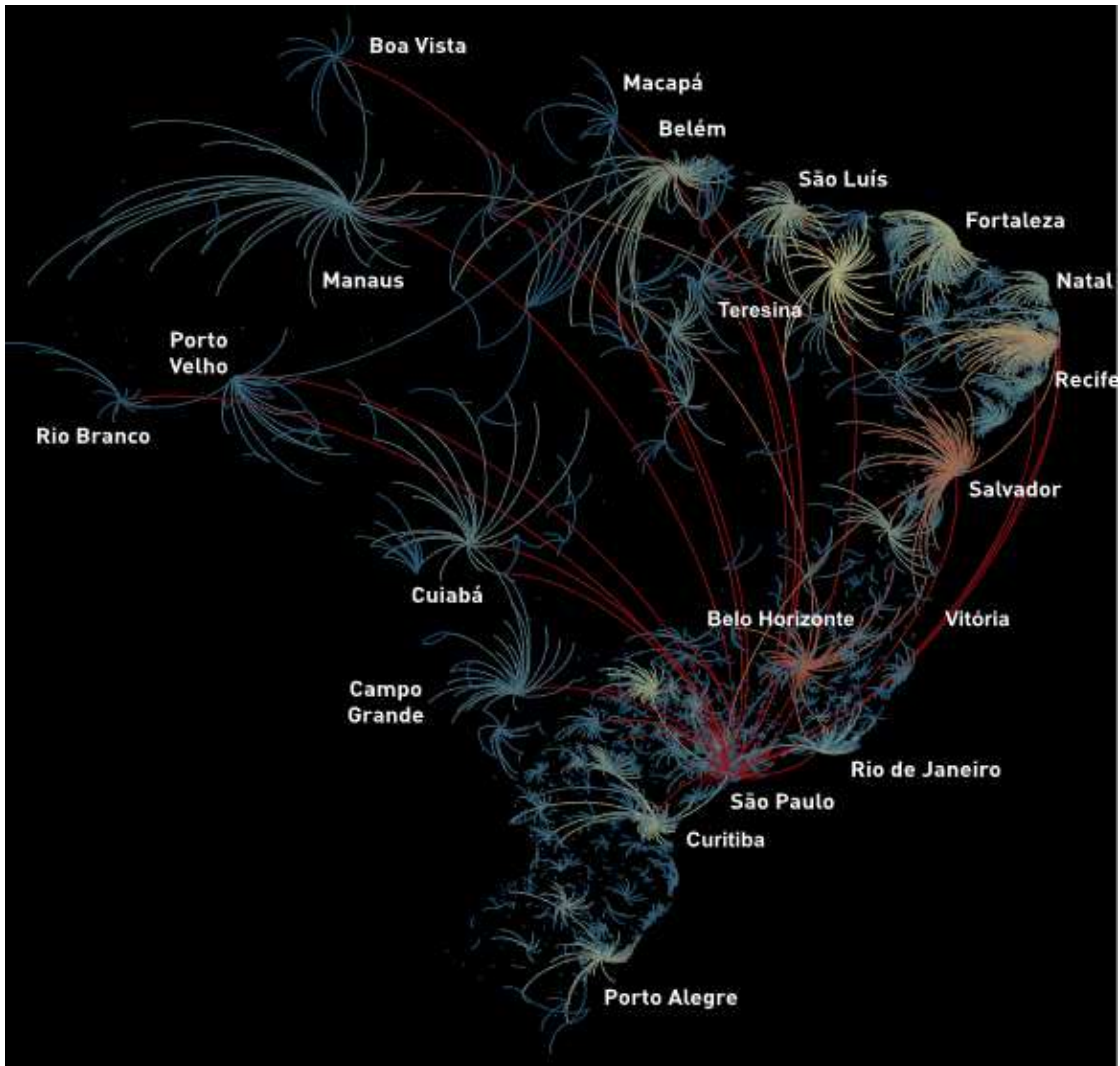 Boa Vista
Macapá
Belém
São Luís
Fortaleza
Manaus
Natal
Teresina
Porto
Velho
Recife
Rio Branco
Salvador
Cuiabá
Belo Horizonte
Vitória
Campo
Grande
Rio de Janeiro
São Paulo
Curitiba
Porto Alegre